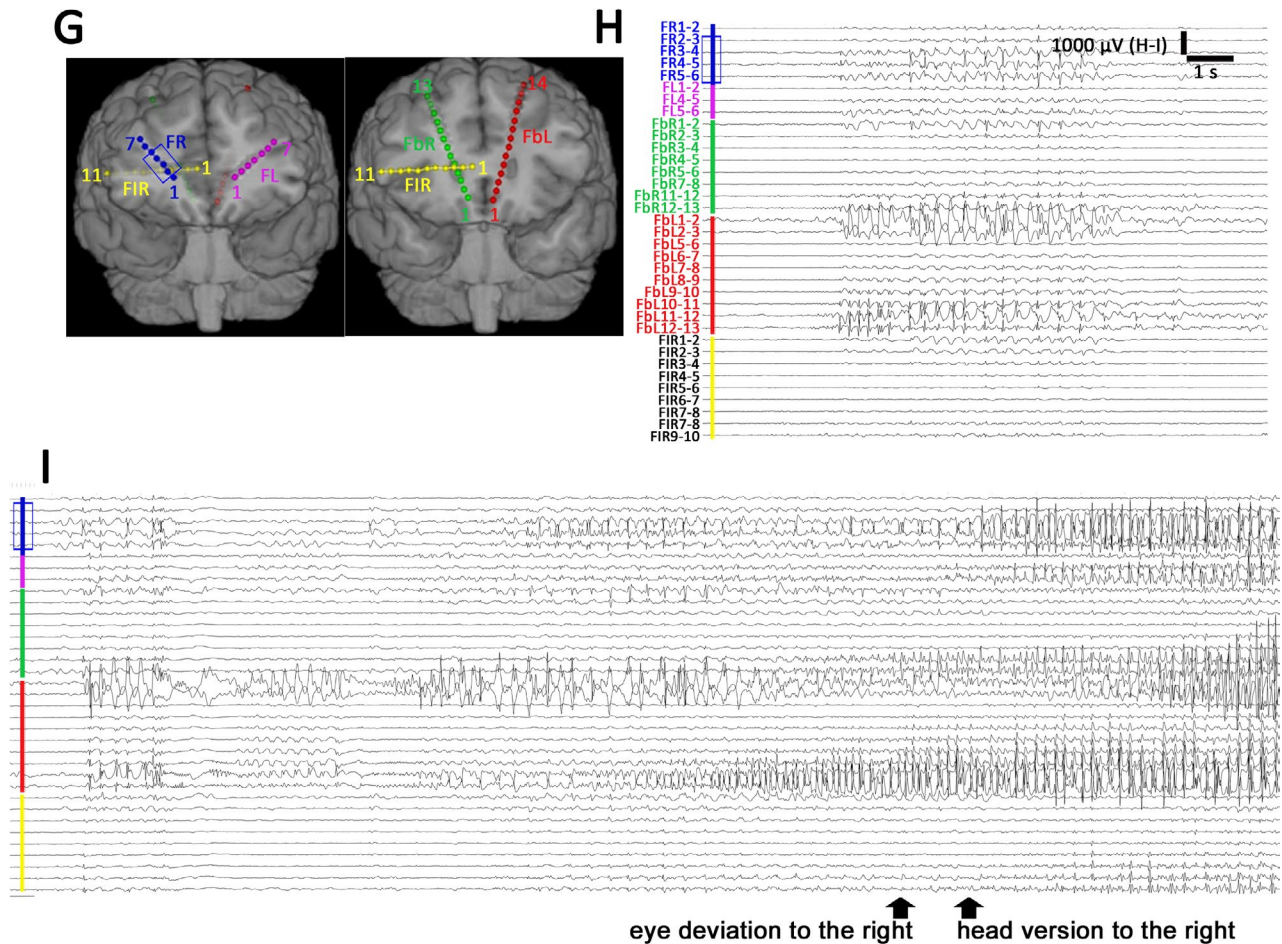 G
7
FR
11
FIR
1
1
7
FL
1
13
FbR
14
FbL
11
FIR
1
1
1
H
1000 µV (H-I)
1 s
FR1-2
FR2-3
FR3-4
FR4-5
FR5-6
FL1-2
FL4-5
FL5-6
FbR1-2
FbR2-3
FbR3-4
FbR4-5
FbR5-6
FbR7-8
FbR11-12
FbR12-13
FbL1-2
FbL2-3
FbL5-6
FbL6-7
FbL7-8
FbL8-9
FbL9-10
FbL10-11
FbL11-12
FbL12-13
FIR1-2
FIR2-3
FIR3-4
FIR4-5
FIR5-6
FIR6-7
FIR7-8
FIR7-8
FIR9-10
I
eye deviation to the right
head version to the right